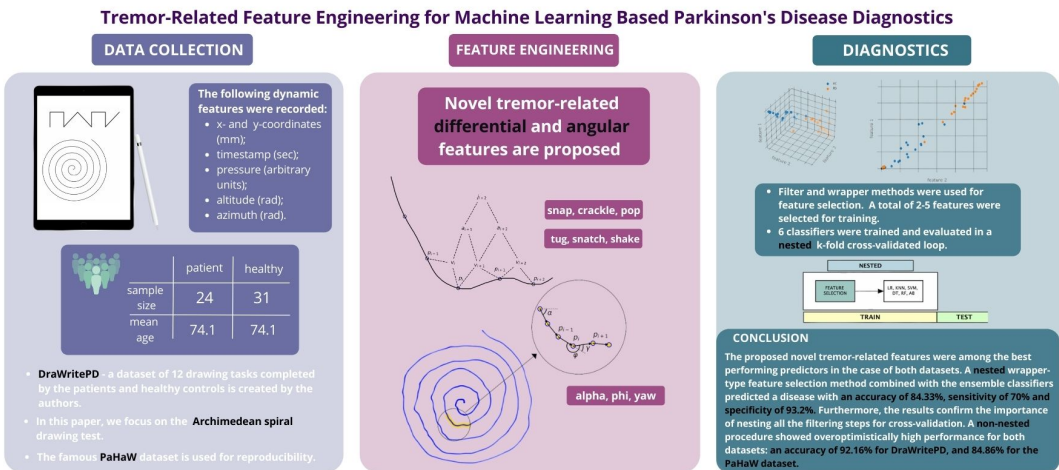 Tremor-Related Feature Engineering for Machine Learning Based Parkinson's Disease Diagnostics
DATA COLLECTION
The following dynamic
features were recorded:
• x- and y-coordinates
(mm);
• timestamp (sec);
• pressure (arbitrary
units);
• altitude (rad);
• azimuth (rad).
patient healthy
sample
size 24 31
mean
age 74.1 74.1
• DraWritePD - a dataset of 12 drawing tasks completed
by the patients and healthy controls is created by the
authors.
• In this paper, we focus on the Archimedean spiral
drawing test.
• The famous PaHaW dataset is used for reproducibility.
FEATURE ENGINEERING
Novel tremor-related
differential and angular
features are proposed
snap, crackle, pop
tug, snatch, shake
α
p i-1
p i
p i+1
φ
γ
alpha, phi, yaw
DIAGNOSTICS
• Filter and wrapper methods were used for
feature selection. A total of 2-5 features were
selected for training.
• 6 classifiers were trained and evaluated in a
nested k-fold cross-validated loop.
NESTED
FEATURE
SELECTION
LR, KNN, SVM,
DT, RF, AB
TRAIN TEST
CONCLUSION
The proposed novel tremor-related features were among the best
performing predictors in the case of both datasets. A nested wrapper-
type feature selection method combined with the ensemble classifiers
predicted a disease with an accuracy of 84.33%, sensitivity of 70% and
specificity of 93.2%. Furthermore, the results confirm the importance
of nesting all the filtering steps for cross-validation. A non-nested
procedure showed overoptimistically high performance for both
datasets: an accuracy of 92.16% for DraWritePD, and 84.86% for the
PaHaW dataset.